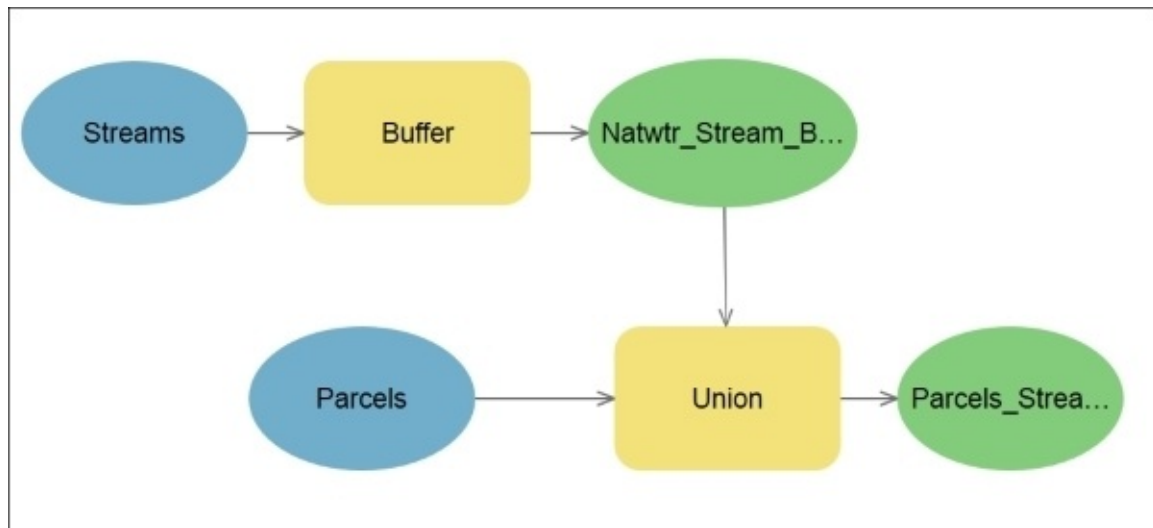 Streams
Buffer
Natwtr_Stream_B...
Parcels
Union
Parcels_Strea...